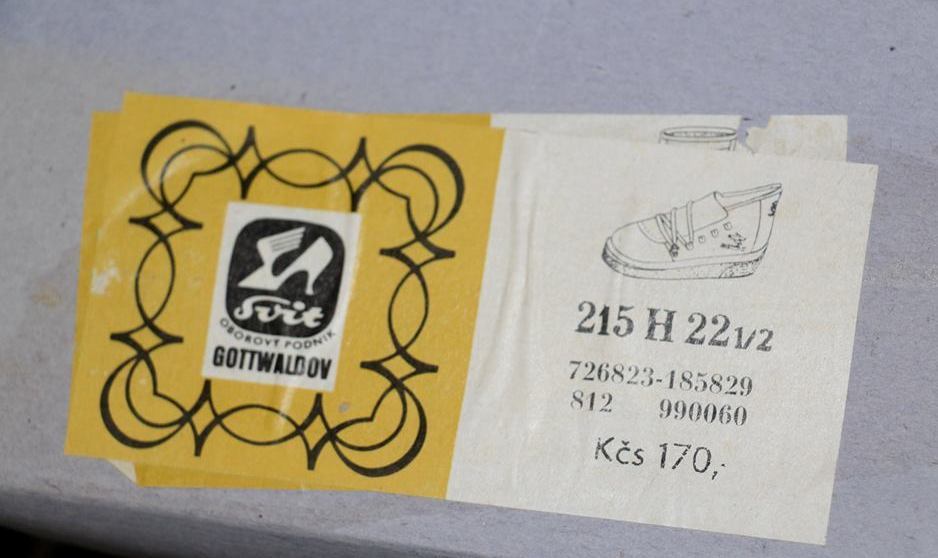 Svit
OBOROVÝ PODNIK
GOTTWALDOV
215 H 22 1/2
726823-185829
812 990060
Kčs 170,-